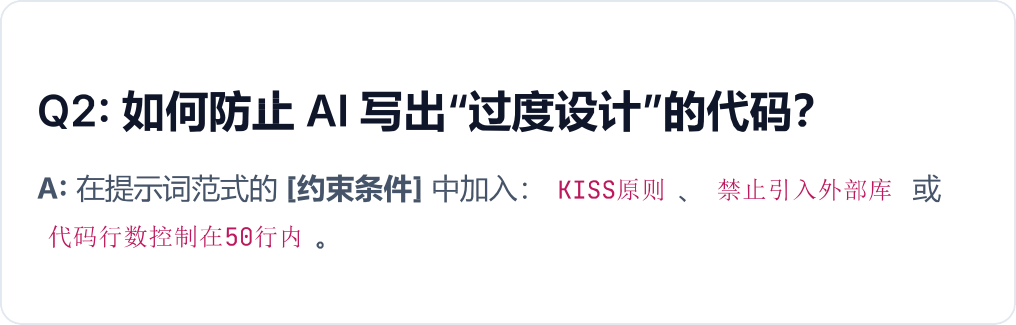 Q2: 如何防止 AI 写出“过度设计”的代码？
A: 在提示词范式的 [约束条件] 中加入： KISS原则 、 禁止引入外部库 或
代码行数控制在50行内 。